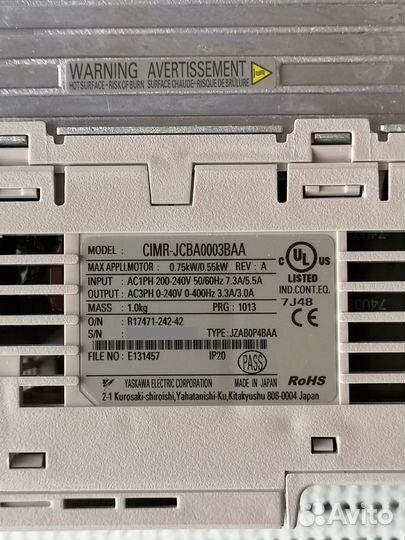 WARNING AVERTISSEMENT
HOT SURFACE - RISK OF BURN SURFACE CHAUDE - RISQUE DE BRÛLURE
MODEL : CIMR-JCBA0003BAA
MAX APPLI.MOTOR : 0.75kW/0.55kW REV : A
INPUT : AC1PH 200-240V 50/60Hz 7.3A/5.5A
OUTPUT : AC3PH 0-240V 0-400Hz 3.3A/3.0A
MASS : 1.0kg PRG : 1013
O/N : R17471-242-42
S/N : TYPE: JZAB0P4BAA
FILE NO : E131457 IP20 PASS
C UL US
LISTED
IND.CONT.EQ.
7J48
YASKAWA ELECTRIC CORPORATION MADE IN JAPAN RoHS
2-1 Kurosaki-shiroishi, Yahatanishi-Ku, Kitakyushu 806-0004 Japan
Avito